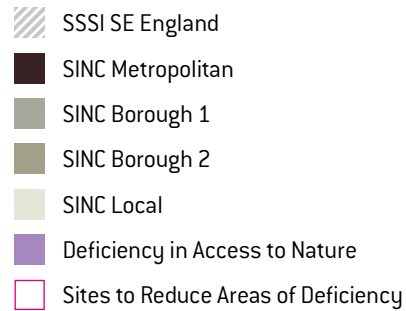 SSSI SE England
SINC Metropolitan
SINC Borough 1
SINC Borough 2
SINC Local
Deficiency in Access to Nature
Sites to Reduce Areas of Deficiency